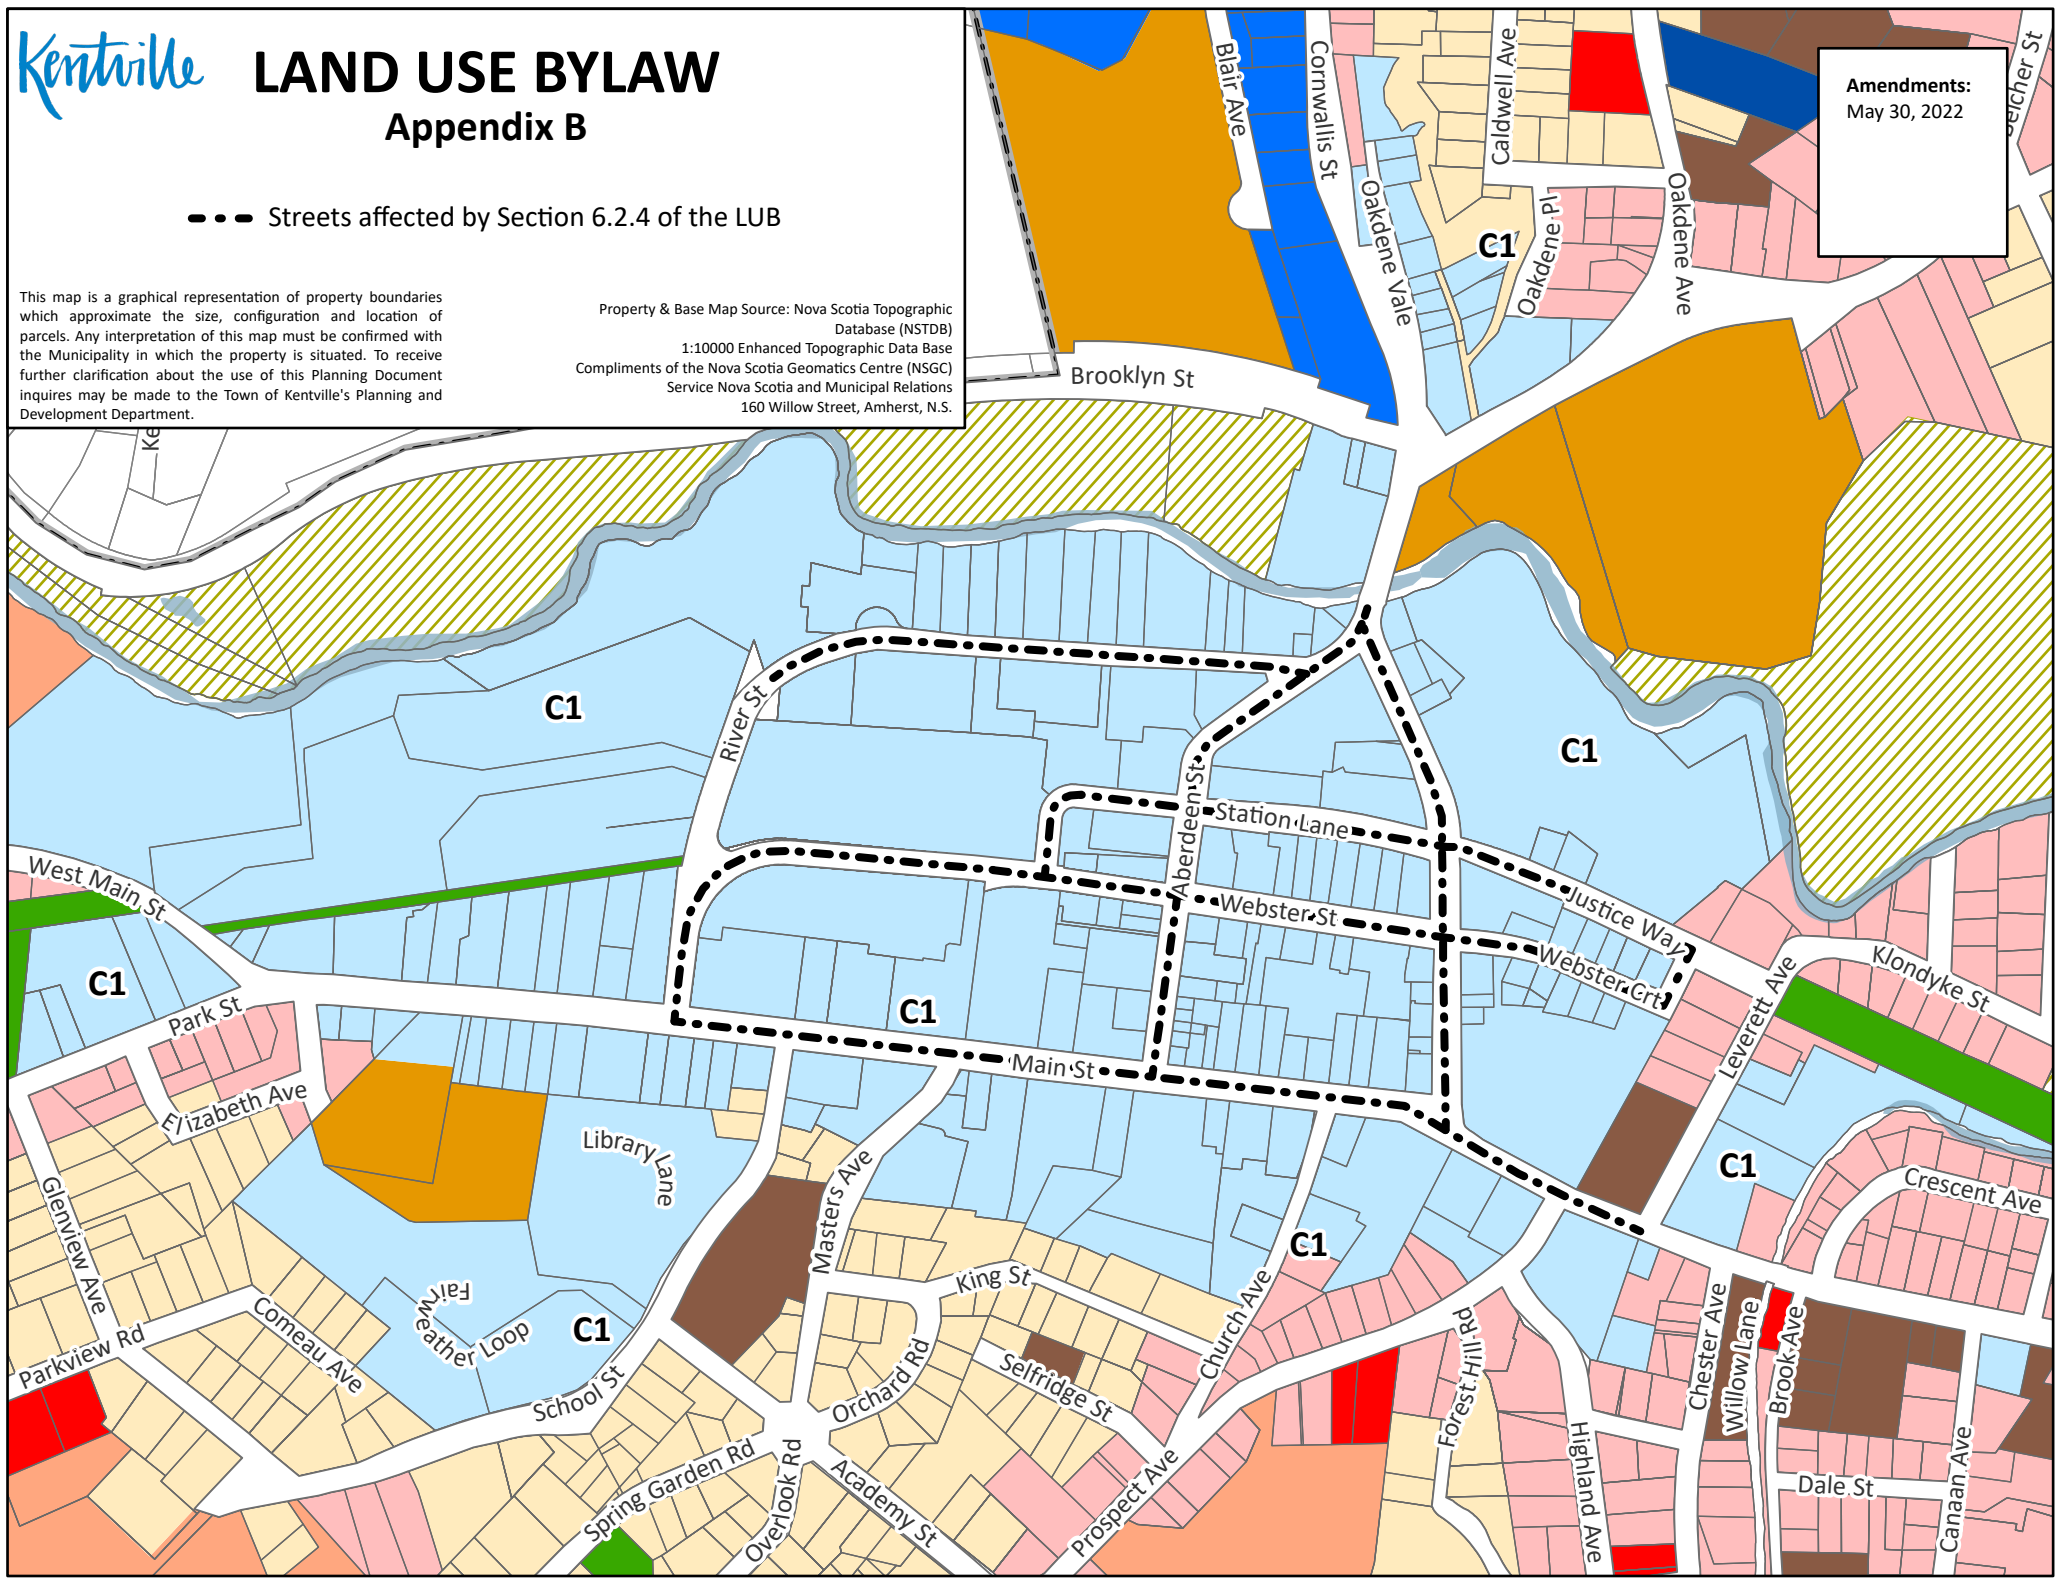 Kentville
LAND USE BYLAW
Appendix B
Streets affected by Section 6.2.4 of the LUB
This map is a graphical representation of property boundaries
which approximate the size, configuration and location of
parcels. Any interpretation of this map must be confirmed with
the Municipality in which the property is situated. To receive
further clarification about the use of this Planning Document
inquires may be made to the Town of Kentville's Planning and
Development Department.
Property & Base Map Source: Nova Scotia Topographic
Database (NSTDB)
1:10000 Enhanced Topographic Data Base
Compliments of the Nova Scotia Geomatics Centre (NSGC)
Service Nova Scotia and Municipal Relations
160 Willow Street, Amherst, N.S.
Amendments:
May 30, 2022
Blair Ave
Cornwallis St
Caldwell Ave
Belcher St
Oakdene Vale
C1
Oakdene Pl
Oakdene Ave
Brooklyn St
Ke
C1
River St
C1
Aberdeen St
Station Lane
West Main St
Webster St
Justice Way
Webster Crt
Klondyke St
C1
Park St
C1
Leverett Ave
Main St
Elizabeth Ave
Library Lane
Masters Ave
C1
Crescent Ave
Glenview Ave
C1
King St
Church Ave
Fairweather Loop
C1
Comeau Ave
Parkview Rd
School St
Orchard Rd
Selfridge St
Forest Hill Rd
Chester Ave
Willow Lane
Brook Ave
Highland Ave
Spring Garden Rd
Overlook Rd
Academy St
Prospect Ave
Dale St
Canaan Ave